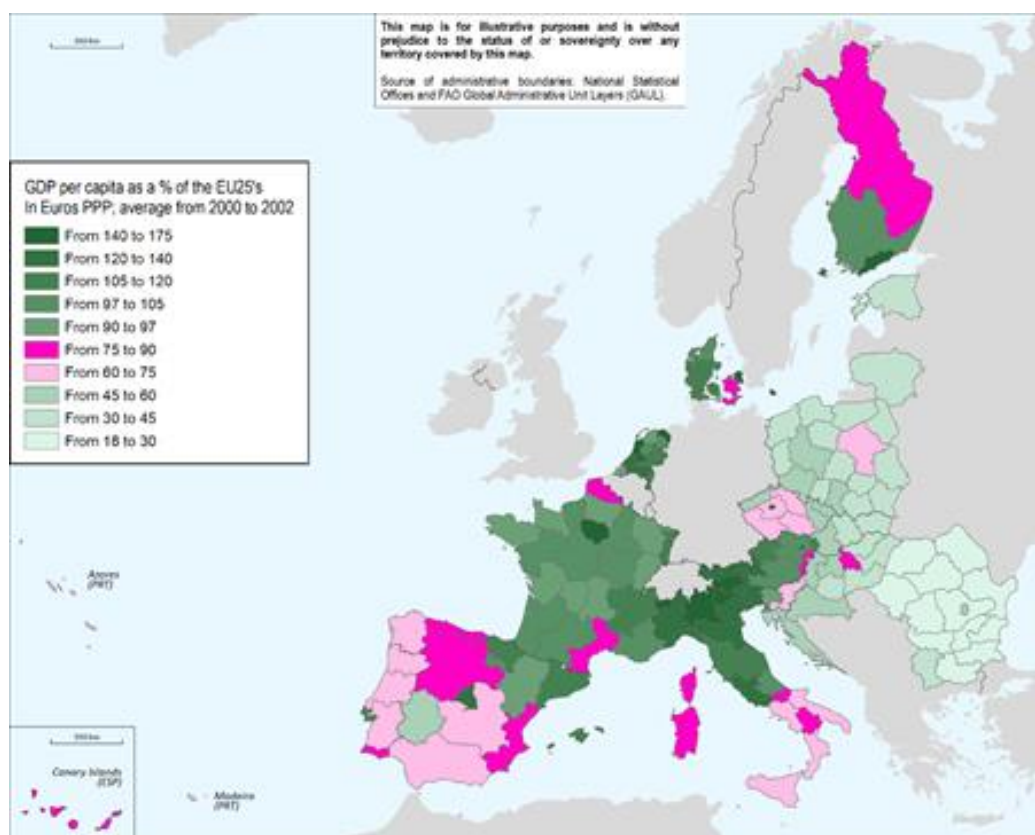 This map is for illustrative purposes and is without
prejudice to the status of or sovereignty over any
territory covered by this map.
Source of administrative boundaries: National Statistical
Offices and FAO Global Administrative Unit Layers (GAUL).
GDP per capita as a % of the EU25's
In Euros PPP; average from 2000 to 2002
From 140 to 175
From 120 to 140
From 105 to 120
From 97 to 105
From 90 to 97
From 75 to 90
From 60 to 75
From 45 to 60
From 30 to 45
From 18 to 30
Azores
(PRT)
Canary Islands
(ESP)
Madeira
(PRT)